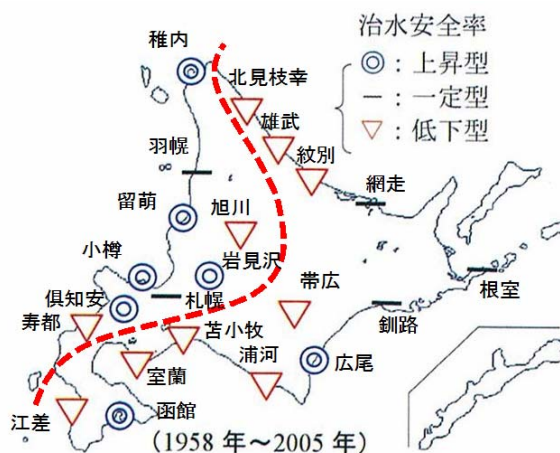 治水安全率
◎：上昇型
━：一定型
▽：低下型
稚内
北見枝幸
雄武
紋別
羽幌
網走
留萌
旭川
小樽
岩見沢
帯広
根室
倶知安
札幌
釧路
寿都
苫小牧
浦河
広尾
室蘭
江差
函館
(1958年～2005年)